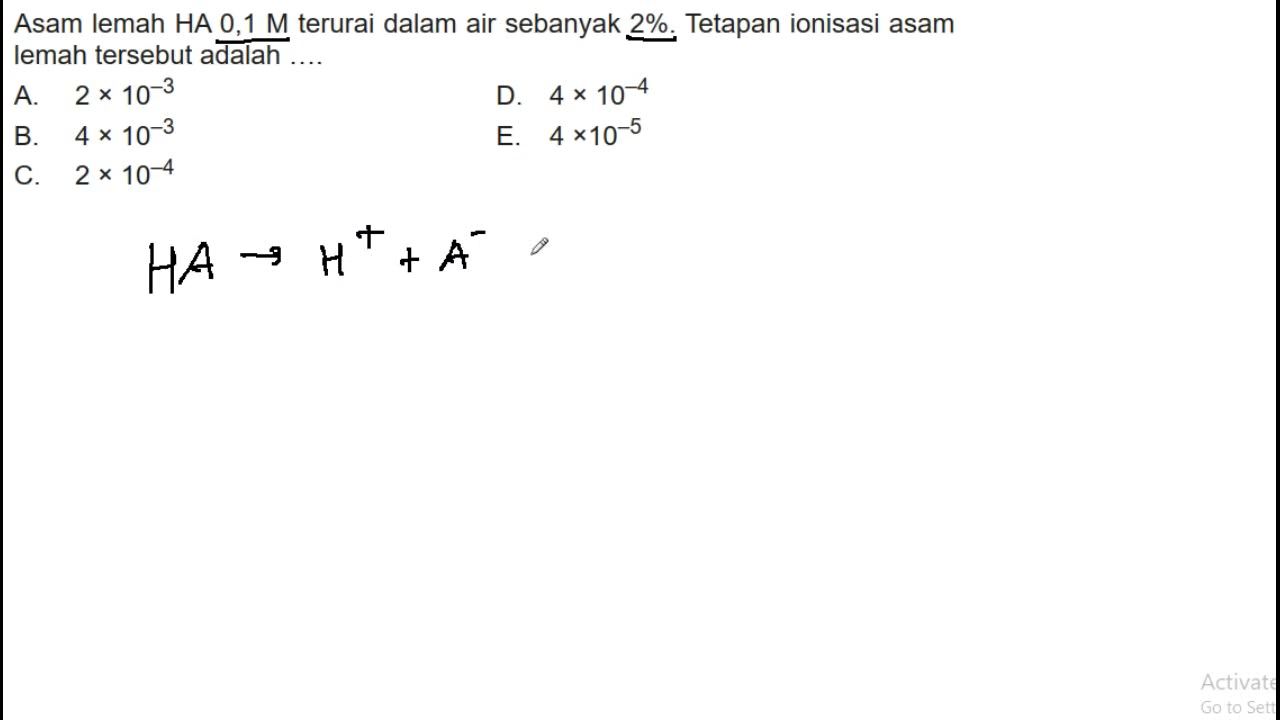 Asam lemah HA 0,1 M terurai dalam air sebanyak 2%. Tetapan ionisasi asam
lemah tersebut adalah ....
A. 2 × 10⁻³
B. 4 × 10⁻³
C. 2 × 10⁻⁴
D. 4 × 10⁻⁴
E. 4 ×10⁻⁵
HA → H⁺ + A⁻
Activate
Go to Sett